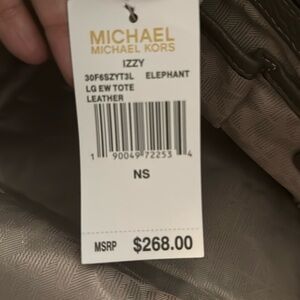 MICHAEL
MICHAEL KORS
IZZY
30F6SZYT3L ELEPHANT
LG EW TOTE
LEATHER
1 90049 72253 4
NS
MSRP $268.00